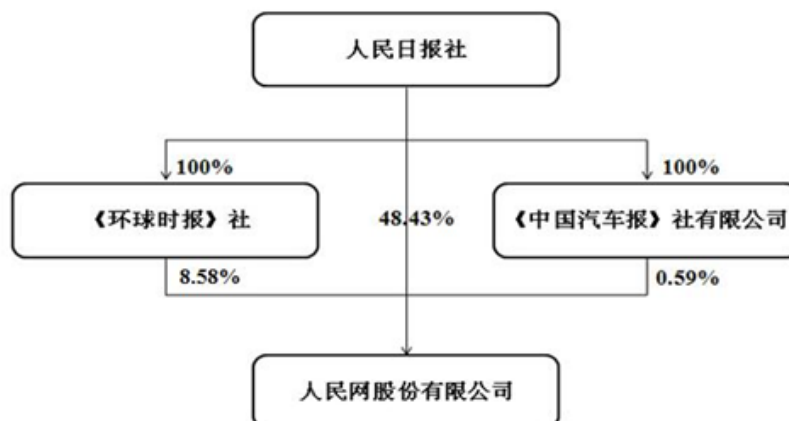 人民日报社
100%
100%
《环球时报》社
48.43%
《中国汽车报》社有限公司
8.58%
0.59%
人民网股份有限公司